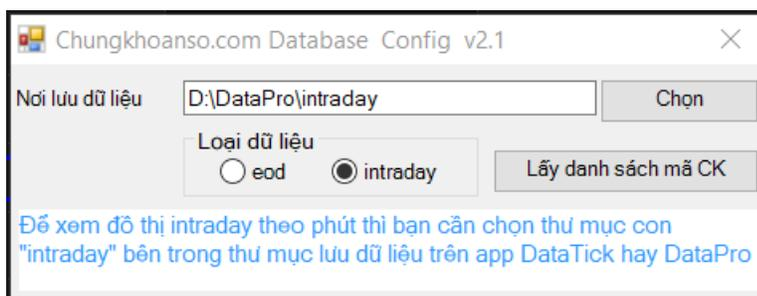 Chungkhoanso.com Database Config v2.1
Nơi lưu dữ liệu D:\DataPro\intraday Chọn
Loại dữ liệu
eod intraday Lấy danh sách mã CK
Để xem đồ thị intraday theo phút thì bạn cần chọn thư mục con
"intraday" bên trong thư mục lưu dữ liệu trên app DataTick hay DataPro